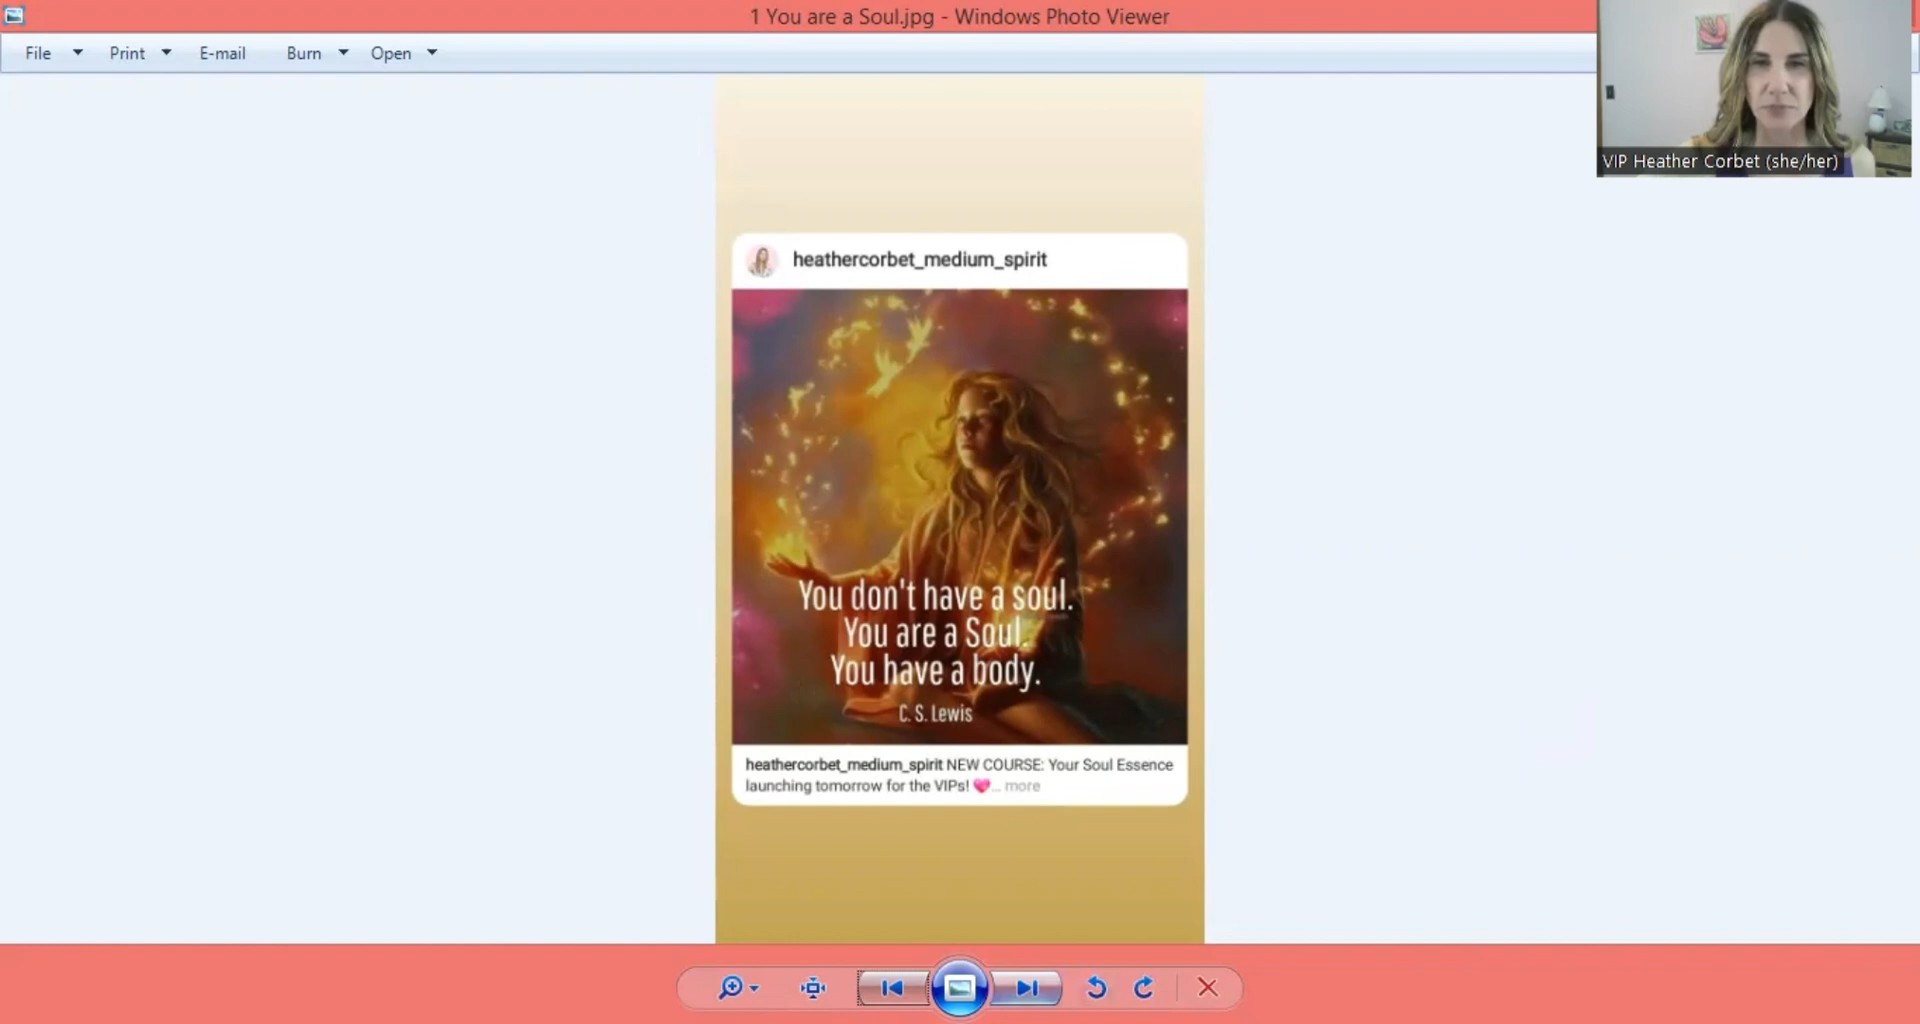 1 You are a Soul.jpg - Windows Photo Viewer
File Print E-mail Burn Open
VIP Heather Corbet (she/her)
heathercorbet_medium_spirit
You don't have a soul.
You are a Soul.
You have a body.
C. S. Lewis
heathercorbet_medium_spirit NEW COURSE: Your Soul Essence
launching tomorrow for the VIPs! 💗... more